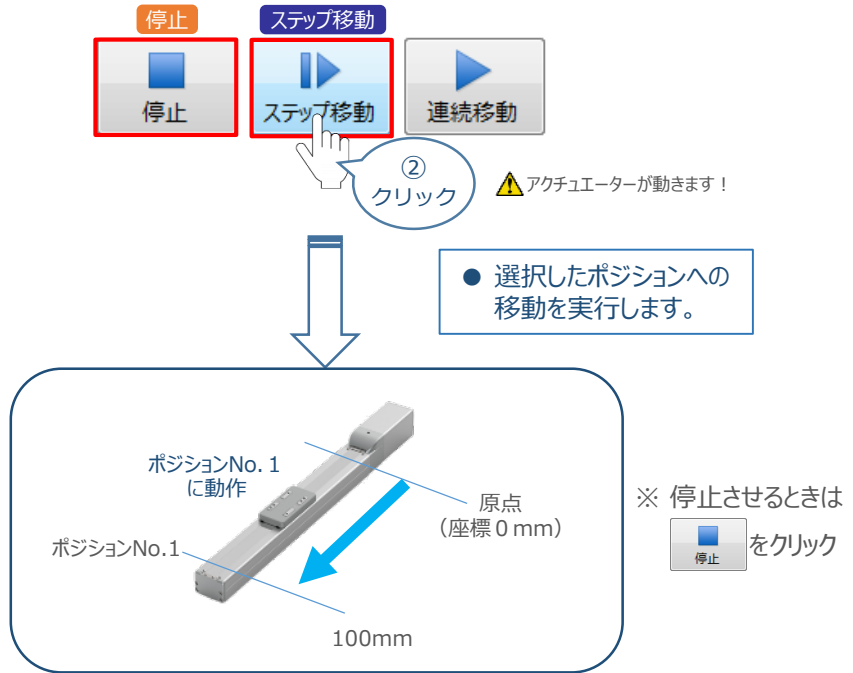 停止
ステップ移動
停止
ステップ移動
連続移動
②
クリック
アクチュエーターが動きます！
● 選択したポジションへの
移動を実行します。
ポジションNo. 1
に動作
原点
（座標０mm）
ポジションNo.1
100mm
※ 停止させるときは
停止
をクリック